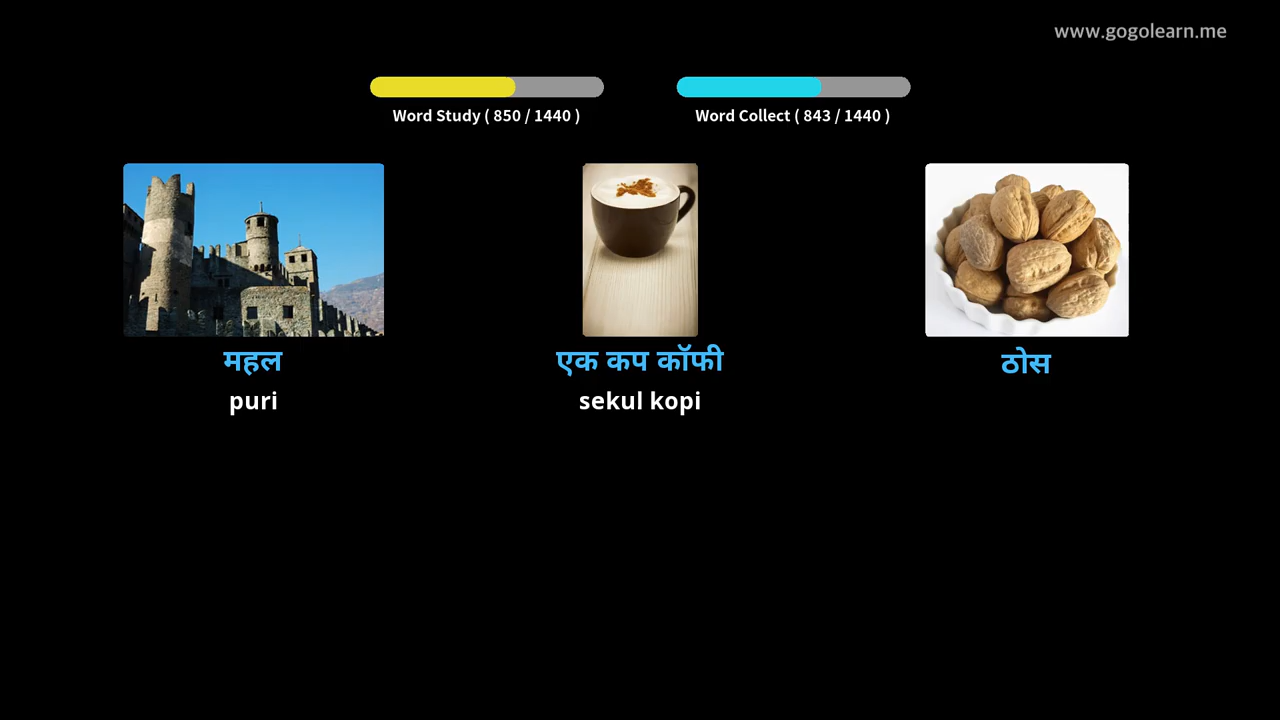 www.gogolearn.me
Word Study ( 850 / 1440 )
Word Collect ( 843 / 1440 )
महल
एक कप कॉफी
ठोस
puri
sekul kopi